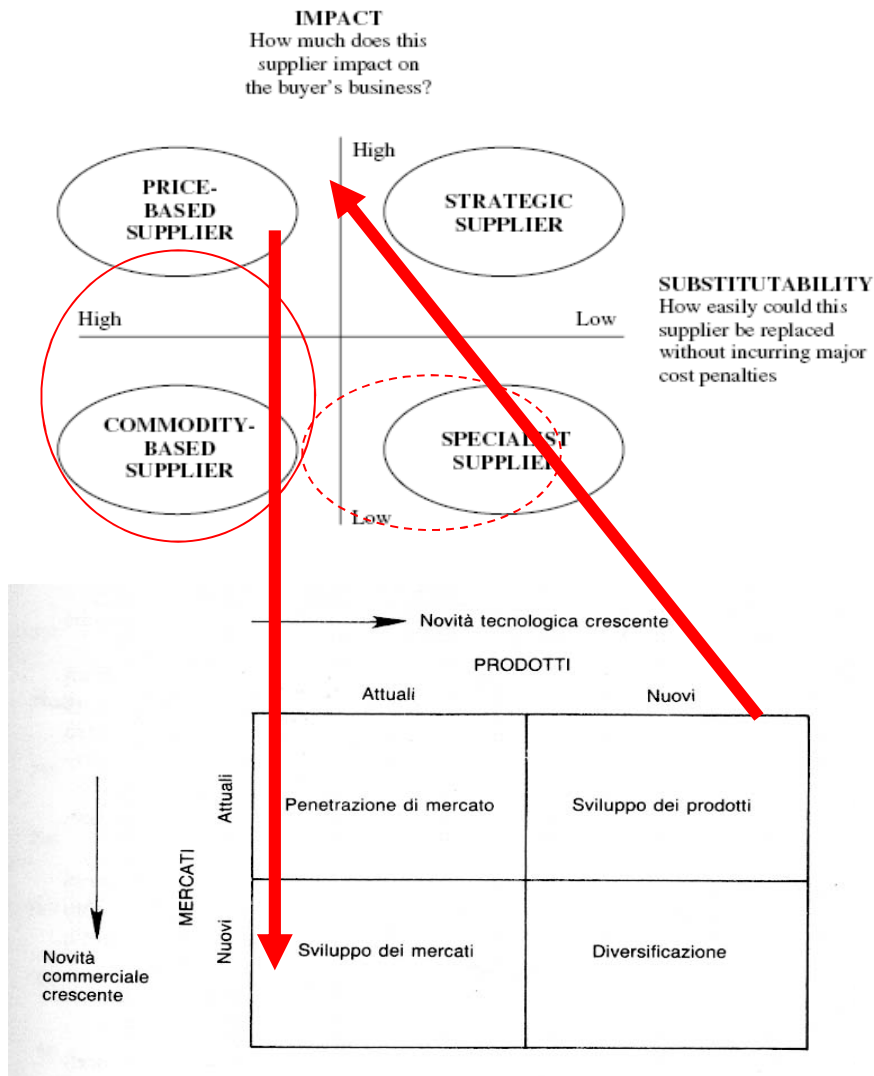 IMPACT
How much does this
supplier impact on
the buyer's business?
High
PRICE-
BASED
SUPPLIER
STRATEGIC
SUPPLIER
SUBSTITUTABILITY
How easily could this
supplier be replaced
without incurring major
cost penalties
High
Low
COMMODITY-
BASED
SUPPLIER
SPECIALIST
SUPPLIER
Low
Novità tecnologica crescente
PRODOTTI
Attuali
Nuovi
Attuali
Penetrazione di mercato
Sviluppo dei prodotti
MERCATI
Nuovi
Sviluppo dei mercati
Diversificazione
Novità
commerciale
crescente